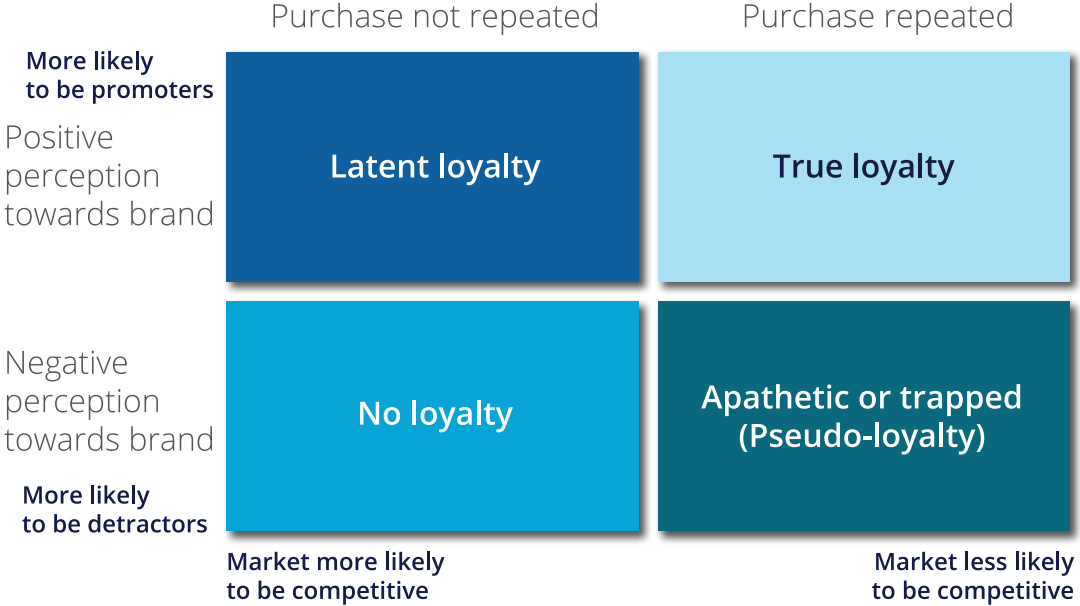 Purchase not repeated
Purchase repeated
More likely
to be promoters
Positive
perception
towards brand
Latent loyalty
True loyalty
Negative
perception
towards brand
No loyalty
Apathetic or trapped
(Pseudo-loyalty)
More likely
to be detractors
Market more likely
to be competitive
Market less likely
to be competitive